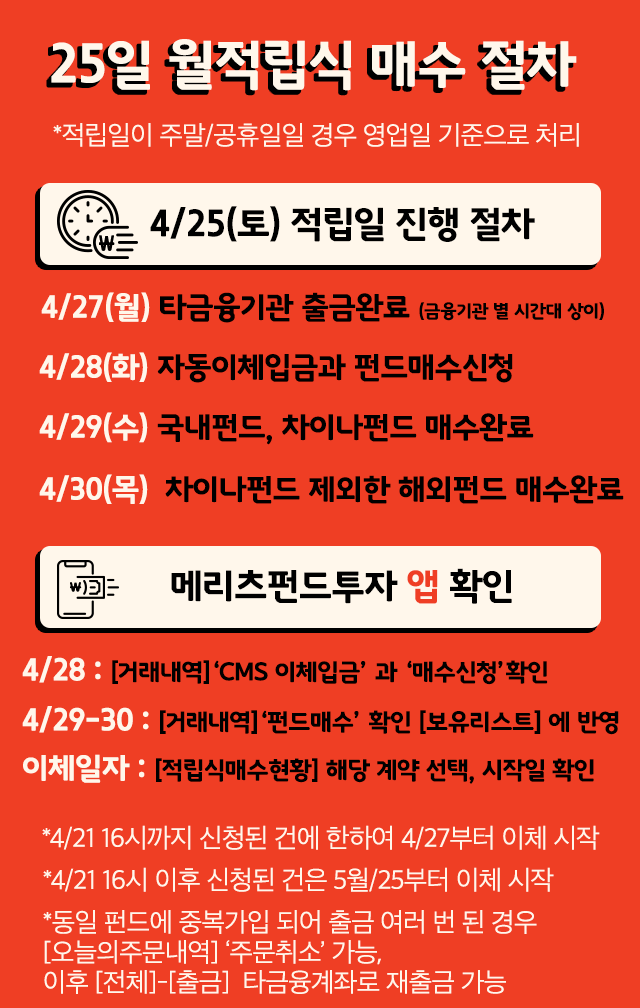 25일 월적립식 매수 절차
*적립일이 주말/공휴일일 경우 영업일 기준으로 처리
₩ 4/25(토) 적립일 진행 절차
4/27(월) 타금융기관 출금완료 (금융기관 별 시간대 상이)
4/28(화) 자동이체입금과 펀드매수신청
4/29(수) 국내펀드, 차이나펀드 매수완료
4/30(목) 차이나펀드 제외한 해외펀드 매수완료
₩ 메리츠펀드투자 앱 확인
4/28 : [거래내역] ‘CMS 이체입금’ 과 ‘매수신청’ 확인
4/29-30 : [거래내역] ‘펀드매수’ 확인 [보유리스트] 에 반영
이체일자 : [적립식매수현황] 해당 계약 선택, 시작일 확인
*4/21 16시까지 신청된 건에 한하여 4/27부터 이체 시작
*4/21 16시 이후 신청된 건은 5월/25부터 이체 시작
*동일 펀드에 중복가입 되어 출금 여러 번 된 경우
[오늘의주문내역] ‘주문취소’ 가능,
이후 [전체]-[출금] 타금융계좌로 재출금 가능